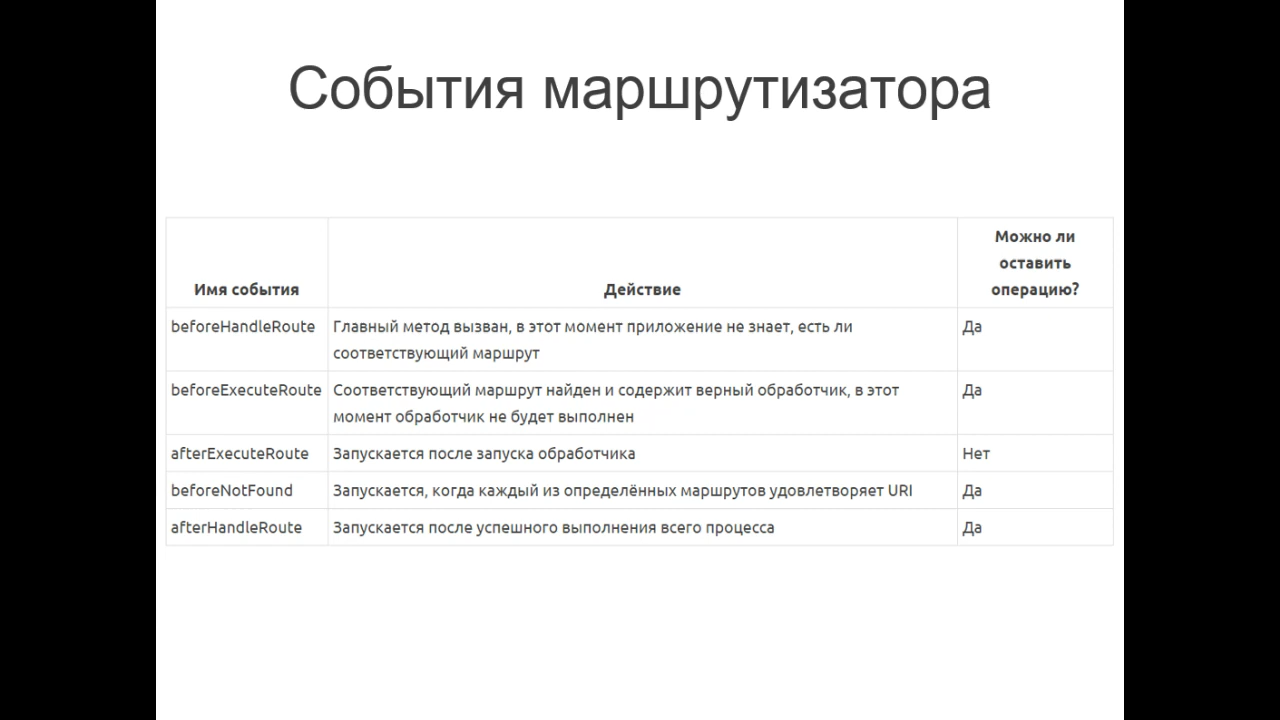 События маршрутизатора
Имя события
Действие
Можно ли
оставить
операцию?
beforeHandleRoute
Главный метод вызван, в этот момент приложение не знает, есть ли
соответствующий маршрут
Да
beforeExecuteRoute
Соответствующий маршрут найден и содержит верный обработчик, в этот
момент обработчик не будет выполнен
Да
afterExecuteRoute
Запускается после запуска обработчика
Нет
beforeNotFound
Запускается, когда каждый из определённых маршрутов удовлетворяет URI
Да
afterHandleRoute
Запускается после успешного выполнения всего процесса
Да